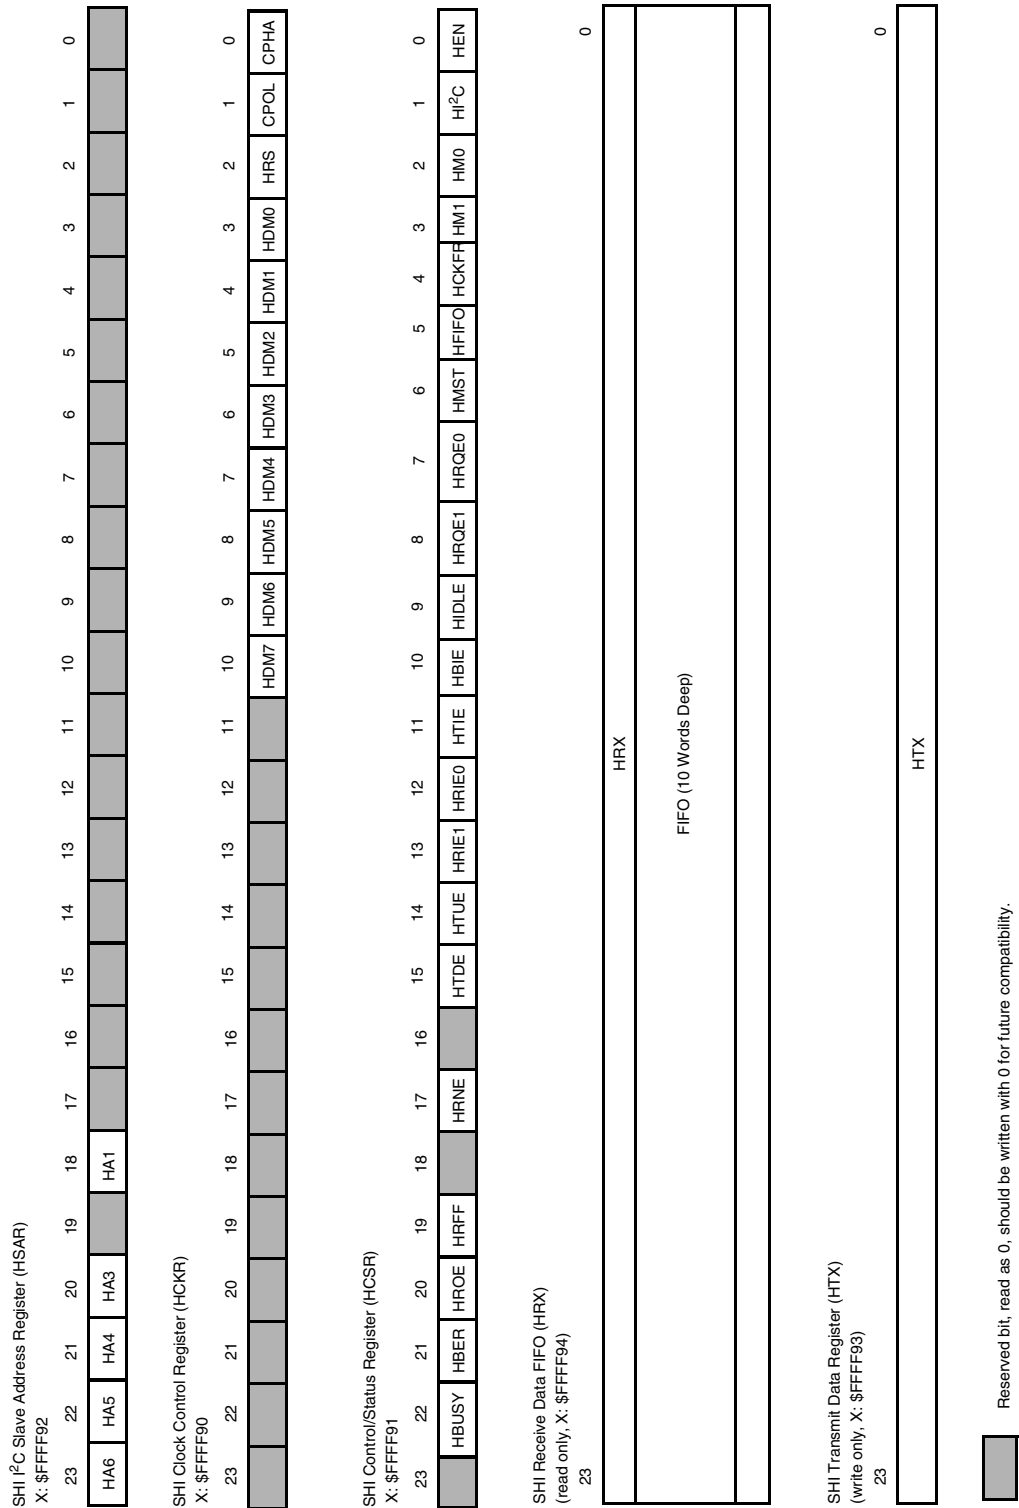 SHI I²C Slave Address Register (HSAR)
X: $FFFF92
23 22 21 20 19 18 17 16 15 14 13 12 11 10 9 8 7 6 5 4 3 2 1 0
HA6 HA5 HA4 HA3 HA1
SHI Clock Control Register (HCKR)
X: $FFFF90
23 22 21 20 19 18 17 16 15 14 13 12 11 10 9 8 7 6 5 4 3 2 1 0
HDM7 HDM6 HDM5 HDM4 HDM3 HDM2 HDM1 HDM0 HRS CPOL CPHA
SHI Control/Status Register (HCSR)
X: $FFFF91
23 22 21 20 19 18 17 16 15 14 13 12 11 10 9 8 7 6 5 4 3 2 1 0
HBUSY HBER HROE HRFF HRNE HTDE HTUE HRIE1 HRIE0 HTIE HBIE HIDLE HRQE1 HRQE0 HMST HFIFO HCKFR HM1 HM0 HI²C HEN
SHI Receive Data FIFO (HRX)
(read only, X: $FFFF94)
23 0
HRX
FIFO (10 Words Deep)
SHI Transmit Data Register (HTX)
(write only, X: $FFFF93)
23 0
HTX
Reserved bit, read as 0, should be written with 0 for future compatibility.